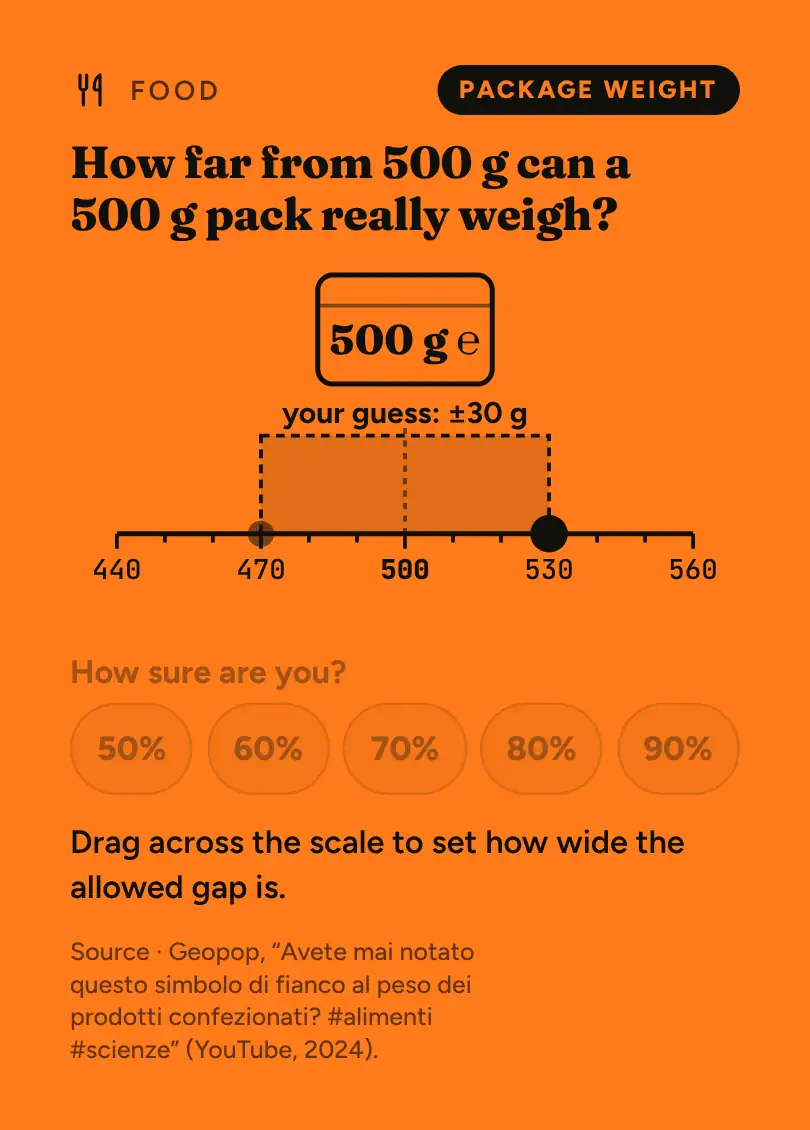 FOOD
PACKAGE WEIGHT
How far from 500 g can a
500 g pack really weigh?
500 g ℮
your guess: ±30 g
440 470 500 530 560
How sure are you?
50% 60% 70% 80% 90%
Drag across the scale to set how wide the
allowed gap is.
Source · Geopop, “Avete mai notato
questo simbolo di fianco al peso dei
prodotti confezionati? #alimenti
#scienze” (YouTube, 2024).